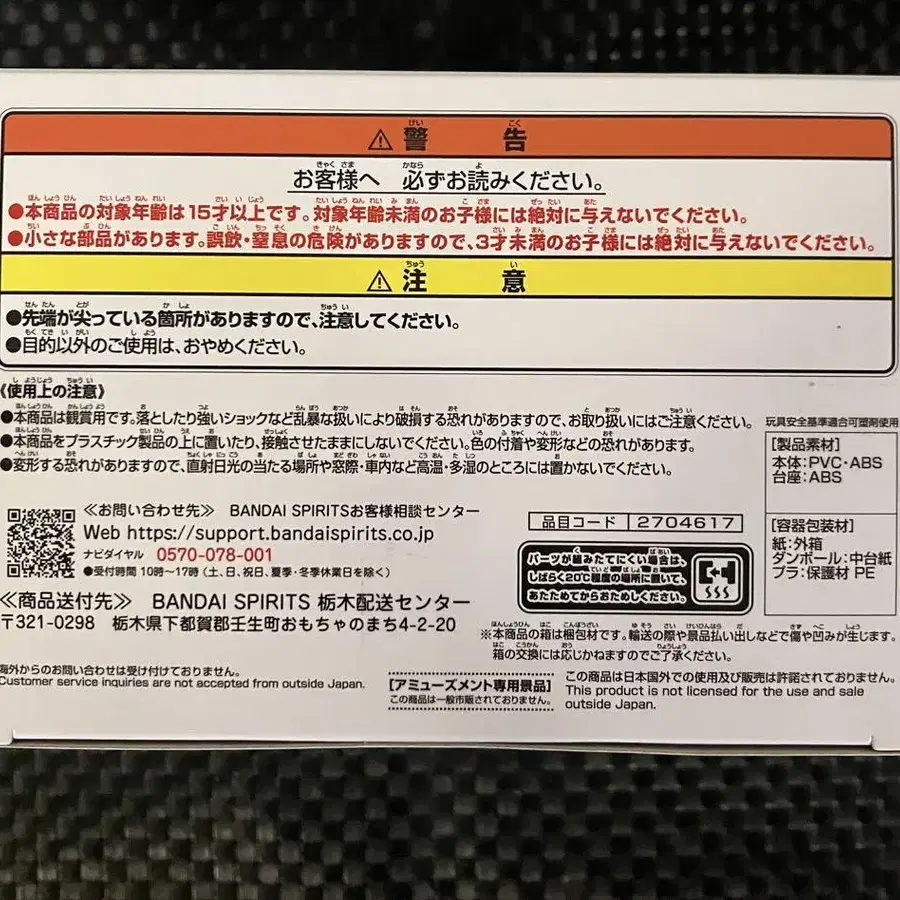 ⚠警告
お客様へ 必ずお読みください。
●本商品の対象年齢は15才以上です。対象年齢未満のお子様には絶対に与えないでください。
●小さな部品があります。誤飲・窒息の危険がありますので、3才未満のお子様には絶対に与えないでください。
⚠注意
●先端が尖っている箇所がありますので、注意してください。
●目的以外のご使用は、おやめください。
《使用上の注意》
●本商品は観賞用です。落としたり強いショックなど乱暴な扱いにより破損する恐れがありますので、お取り扱いにはご注意ください。
●本商品をプラスチック製品の上に置いたり、接触させたままにしないでください。色の付着や変形などの恐れがあります。
●変形する恐れがありますので、直射日光の当たる場所や窓際・車内など高温・多湿のところには置かないでください。
玩具安全基準適合可塑剤使用
[製品素材]
本体:PVC・ABS
台座:ABS
[容器包装材]
紙:外箱
ダンボール:中台紙
プラ:保護材 PE
≪お問い合わせ先≫ BANDAI SPIRITSお客様相談センター
Web https://support.bandaispirits.co.jp
ナビダイヤル 0570-078-001
●受付時間 10時〜17時(土、日、祝日、夏季・冬季休業日を除く)
品目コード 2704617
パーツが組みたてにくい場合は、
しばらく20℃程度の場所に置いて、
あたためてからおためしください。
≪商品送付先≫ BANDAI SPIRITS 栃木配送センター
〒321-0298 栃木県下都賀郡壬生町おもちゃのまち4-2-20
※本商品の箱は梱包材です。輸送の際や景品払い出しなどで傷や凹みが生じます。
箱の交換には応じかねますのでご了承ください。
海外からのお問い合わせは受け付けておりません。
Customer service inquiries are not accepted from outside Japan.
[アミューズメント専用景品]
この商品は一般市販されておりません。
この商品は日本国外での使用及び販売は許諾されておりません。
This product is not licensed for the use and sale
outside Japan.